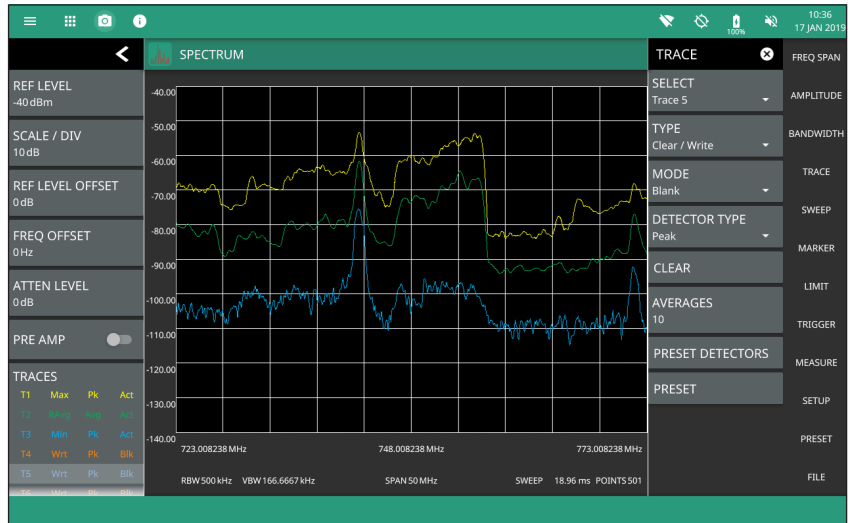 10:36
100%
17 JAN 2019
SPECTRUM
TRACE
FREQ SPAN
AMPLITUDE
BANDWIDTH
TRACE
SWEEP
MARKER
LIMIT
TRIGGER
MEASURE
SETUP
PRESET
FILE
REF LEVEL
-40 dBm
SCALE / DIV
10 dB
REF LEVEL OFFSET
0 dB
FREQ OFFSET
0 Hz
ATTEN LEVEL
0 dB
PRE AMP
TRACES
T1 Max Pk Act
T2 RAvg Avg Act
T3 Min Pk Act
T4 Wrt Pk Blk
T5 Wrt Pk Blk
T6 Wrt Pk Blk
-40.00
-50.00
-60.00
-70.00
-80.00
-90.00
-100.00
-110.00
-120.00
-130.00
-140.00
723.008238 MHz 748.008238 MHz 773.008238 MHz
RBW 500 kHz VBW 166.6667 kHz SPAN 50 MHz SWEEP 18.96 ms POINTS 501
SELECT
Trace 5
TYPE
Clear / Write
MODE
Blank
DETECTOR TYPE
Peak
CLEAR
AVERAGES
10
PRESET DETECTORS
PRESET